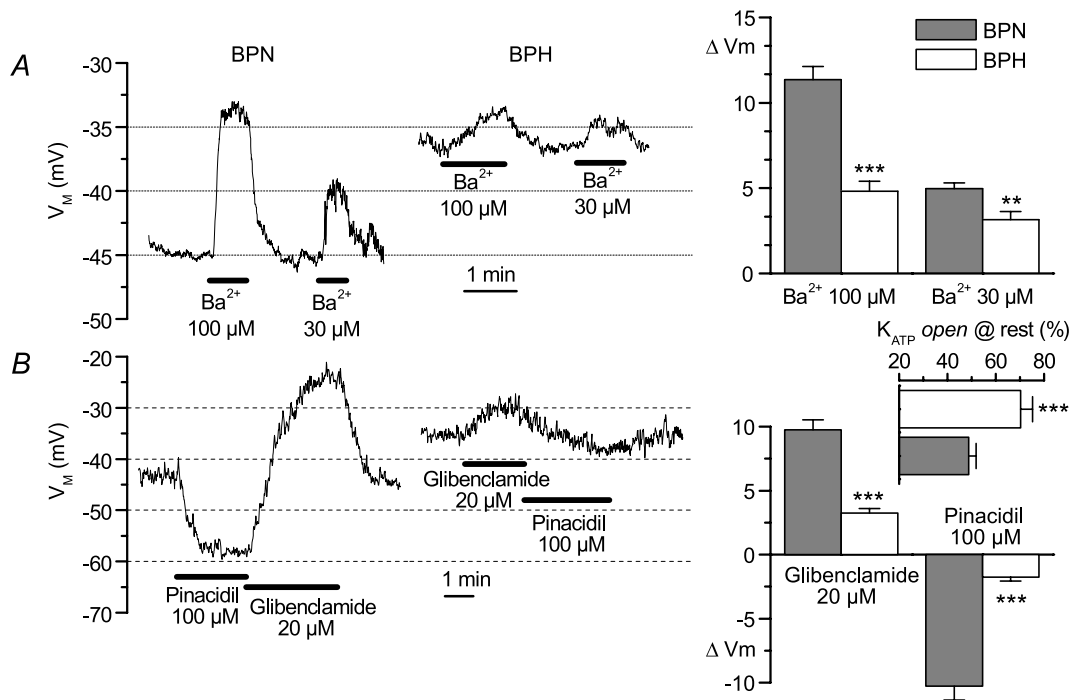 A
BPN
BPH
V_M (mV)
-30
-35
-40
-45
-50
Ba²⁺
100 µM
Ba²⁺
30 µM
Ba²⁺
100 µM
Ba²⁺
30 µM
1 min
Δ Vm
15
10
5
0
BPN
BPH
***
**
Ba²⁺ 100 µM
Ba²⁺ 30 µM
B
V_M (mV)
-20
-30
-40
-50
-60
-70
Pinacidil
100 µM
Glibenclamide
20 µM
Glibenclamide
20 µM
Pinacidil
100 µM
1 min
K_ATP open @ rest (%)
20 40 60 80
***
10
5
0
-5
-10
Δ Vm
***
Glibenclamide
20 µM
Pinacidil
100 µM
***